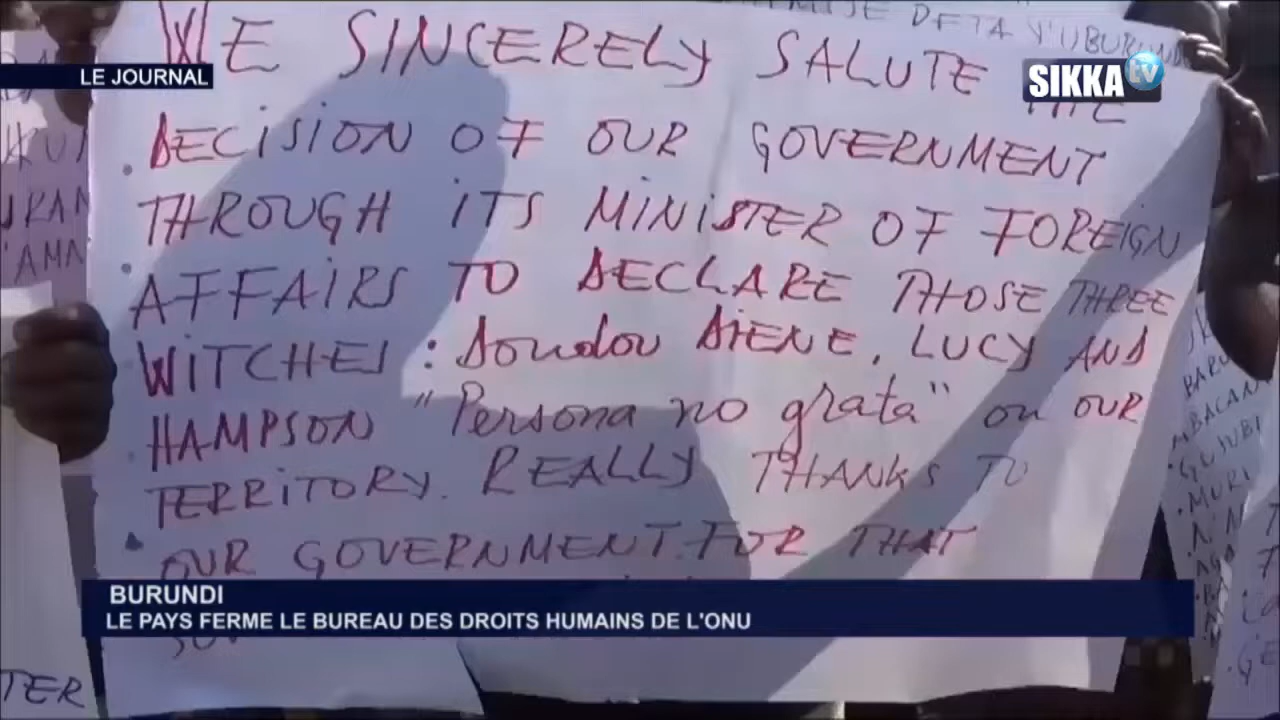 WE SINCERELY SALUTE THE
DECISION OF OUR GOVERNMENT
THROUGH ITS MINISTER OF FOREIGN
AFFAIRS TO DECLARE THOSE THREE
WITCHES : Doudou DIENE, LUCY AND
HAMPSON "Persona no grata" on OUR
TERRITORY. REALLY THANKS TO
OUR GOVERNMENT FOR THAT
LE JOURNAL
SIKKA tv
BURUNDI
LE PAYS FERME LE BUREAU DES DROITS HUMAINS DE L'ONU
TER